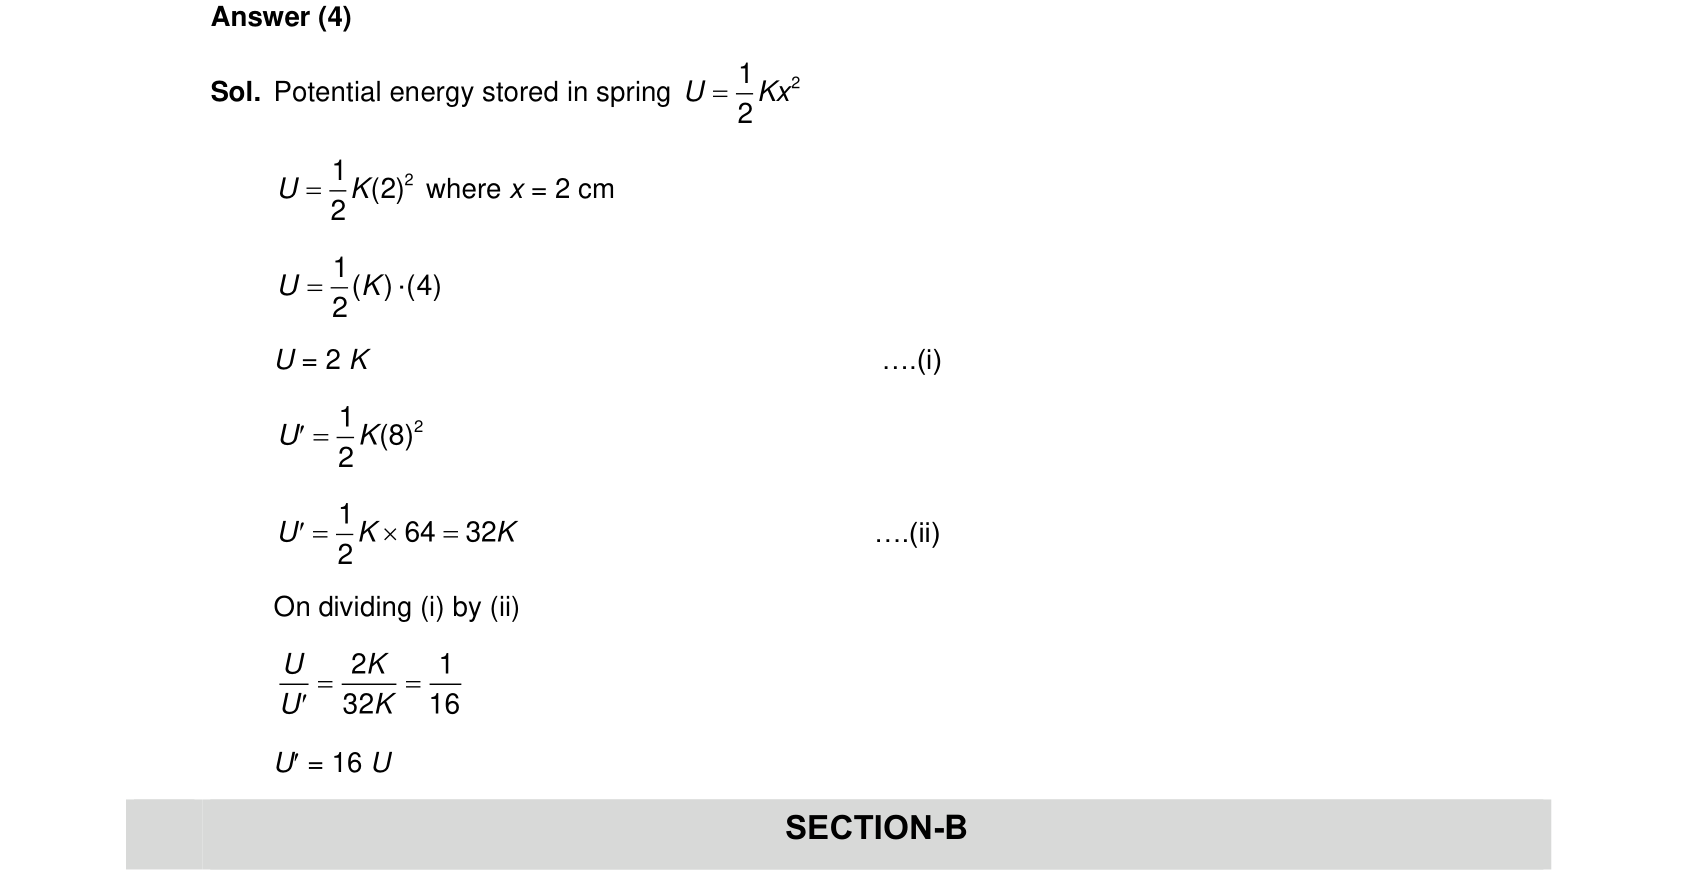 Answer (4)
Sol. Potential energy stored in spring U = 1/2 Kx²
U = 1/2 K(2)² where x = 2 cm
U = 1/2 (K)·(4)
U = 2 K ….(i)
U′ = 1/2 K(8)²
U′ = 1/2 K × 64 = 32K ….(ii)
On dividing (i) by (ii)
U/U′ = 2K/32K = 1/16
U′ = 16 U
SECTION-B